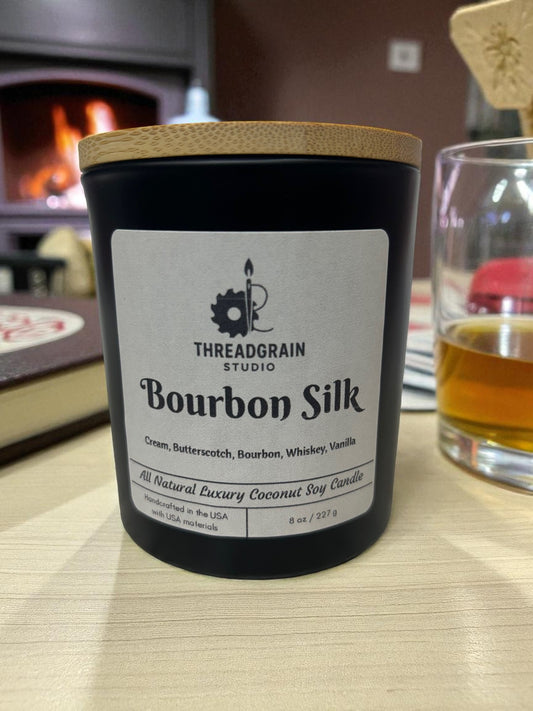 THREADGRAIN
STUDIO
Bourbon Silk
Cream, Butterscotch, Bourbon, Whiskey, Vanilla
All Natural Luxury Coconut Soy Candle
Handcrafted in the USA
with USA materials
8 oz / 227 g